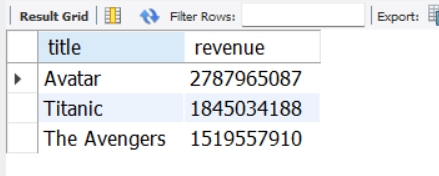 Result Grid Filter Rows: Export:
title revenue
Avatar 2787965087
Titanic 1845034188
The Avengers 1519557910